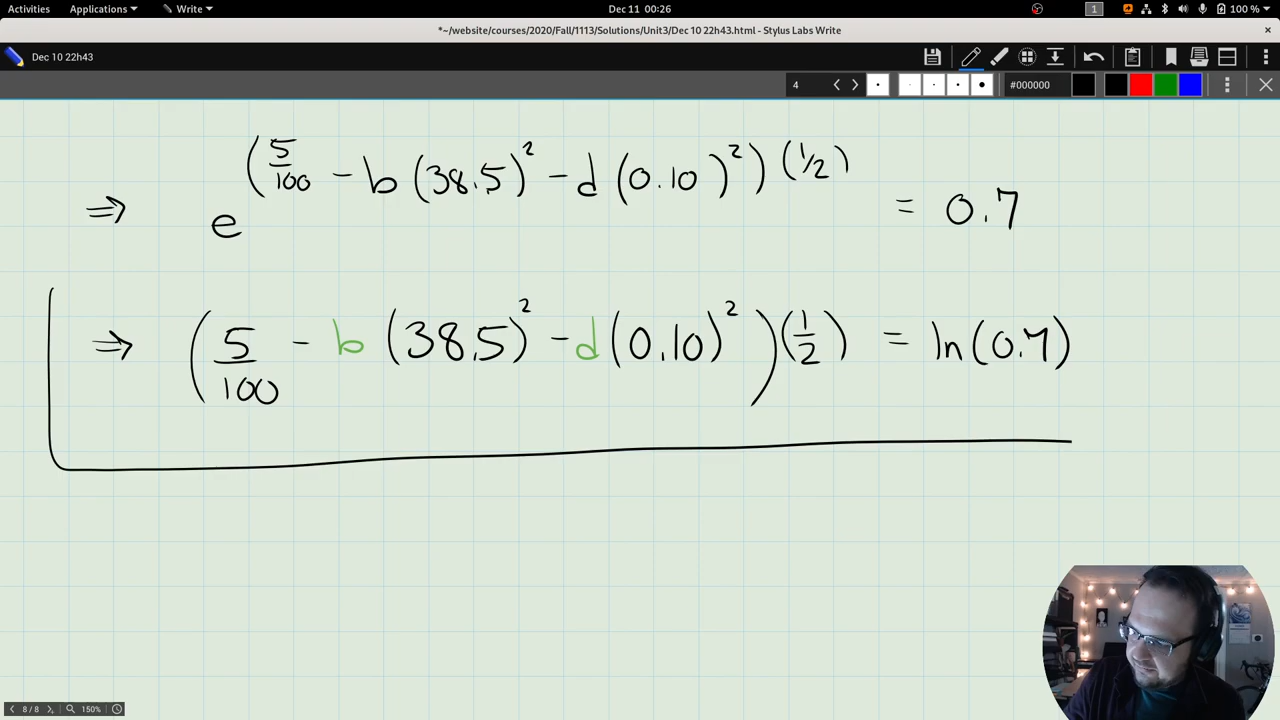 Activities Applications Write Dec 11 00:26 1 100 %
*~/website/courses/2020/Fall/1113/Solutions/Unit3/Dec 10 22h43.html - Stylus Labs Write ×
Dec 10 22h43
4 #000000
⇒ e^((5/100 - b(38.5)² - d(0.10)²)(1/2)) = 0.7
⇒ (5/100 - b(38.5)² - d(0.10)²)(1/2) = ln(0.7)
8 / 8 150%